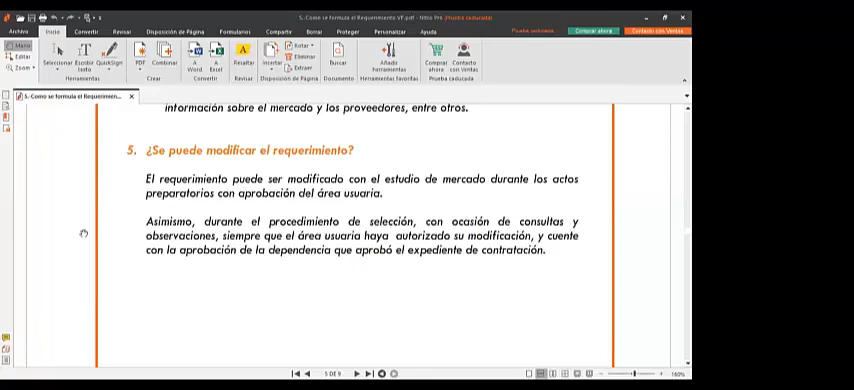 S.-Como se formula el Requerimiento VF.pdf - Nitro Pro (Prueba caducada)
Archivo Inicio Convertir Revisar Disposición de Página Formularios Compartir Borrar Proteger Personalizar Ayuda Prueba caducada Comprar ahora Contacto con Ventas
Mano
Editar
Zoom
Seleccionar Escribir texto QuickSign
Herramientas
PDF Combinar
Crear
A Word A Excel
Convertir
Resaltar
Revisar
Insertar Rotar Eliminar Extraer
Disposición de Página
Buscar
Documento
Añadir herramientas
Herramientas favoritas
Comprar ahora Contacto con Ventas
Prueba caducada
5.-Como se formula el Requerimien... ×
información sobre el mercado y los proveedores, entre otros.
5. ¿Se puede modificar el requerimiento?
El requerimiento puede ser modificado con el estudio de mercado durante los actos
preparatorios con aprobación del área usuaria.
Asimismo, durante el procedimiento de selección, con ocasión de consultas y
observaciones, siempre que el área usuaria haya autorizado su modificación, y cuente
con la aprobación de la dependencia que aprobó el expediente de contratación.
5 DE 9
160%